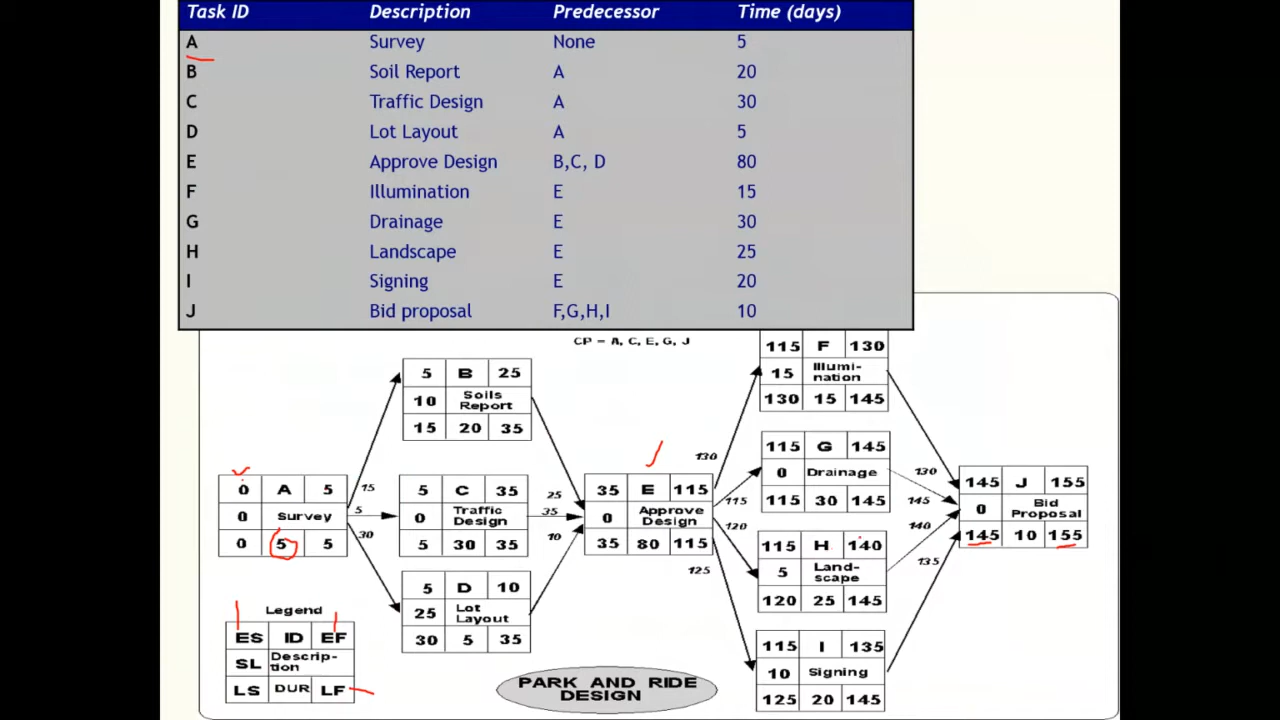 Task ID Description Predecessor Time (days)
A Survey None 5
B Soil Report A 20
C Traffic Design A 30
D Lot Layout A 5
E Approve Design B,C, D 80
F Illumination E 15
G Drainage E 30
H Landscape E 25
I Signing E 20
J Bid proposal F,G,H,I 10
CP = A, C, E, G, J
0 A 5
0 Survey
0 5 5
15
5
30
5 B 25
10 Soils Report
15 20 35
5 C 35
0 Traffic Design
5 30 35
5 D 10
25 Lot Layout
30 5 35
25
35
10
35 E 115
0 Approve Design
35 80 115
130
115
120
125
115 F 130
15 Illumi-nation
130 15 145
115 G 145
0 Drainage
115 30 145
115 H 140
5 Land-scape
120 25 145
115 I 135
10 Signing
125 20 145
130
145
140
135
145 J 155
0 Bid Proposal
145 10 155
Legend
ES ID EF
SL Descrip-tion
LS DUR LF
PARK AND RIDE
DESIGN